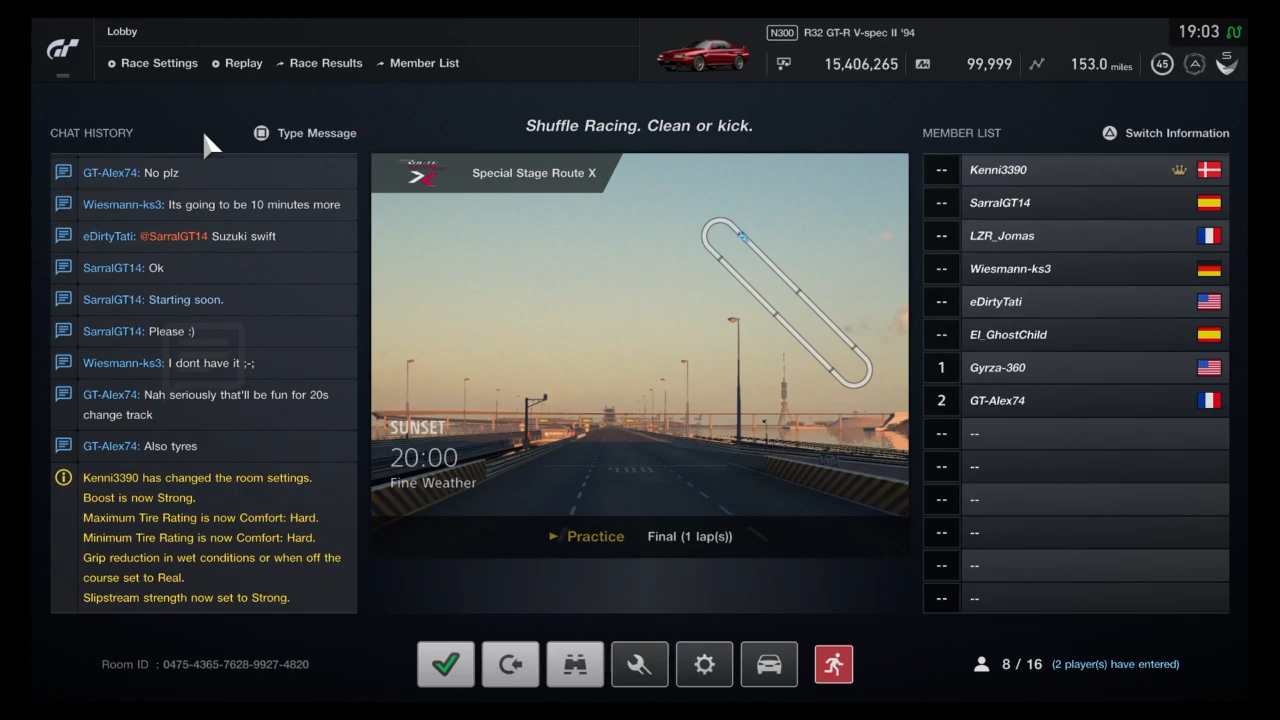 Lobby
Race Settings
Replay
Race Results
Member List
N300 R32 GT-R V-spec II '94
15,406,265
99,999
153.0 miles
45
A
S
19:03
CHAT HISTORY
Type Message
GT-Alex74: No plz
Wiesmann-ks3: Its going to be 10 minutes more
eDirtyTati: @SarralGT14 Suzuki swift
SarralGT14: Ok
SarralGT14: Starting soon.
SarralGT14: Please :)
Wiesmann-ks3: I dont have it ;-;
GT-Alex74: Nah seriously that'll be fun for 20s
change track
GT-Alex74: Also tyres
Kenni3390 has changed the room settings.
Boost is now Strong.
Maximum Tire Rating is now Comfort: Hard.
Minimum Tire Rating is now Comfort: Hard.
Grip reduction in wet conditions or when off the
course set to Real.
Slipstream strength now set to Strong.
Shuffle Racing. Clean or kick.
Special Stage Route X
SUNSET
20:00
Fine Weather
Practice
Final (1 lap(s))
MEMBER LIST
Switch Information
-- Kenni3390
-- SarralGT14
-- LZR_Jomas
-- Wiesmann-ks3
-- eDirtyTati
-- El_GhostChild
1 Gyrza-360
2 GT-Alex74
-- --
-- --
-- --
-- --
-- --
-- --
Room ID : 0475-4365-7628-9927-4820
8 / 16 (2 player(s) have entered)